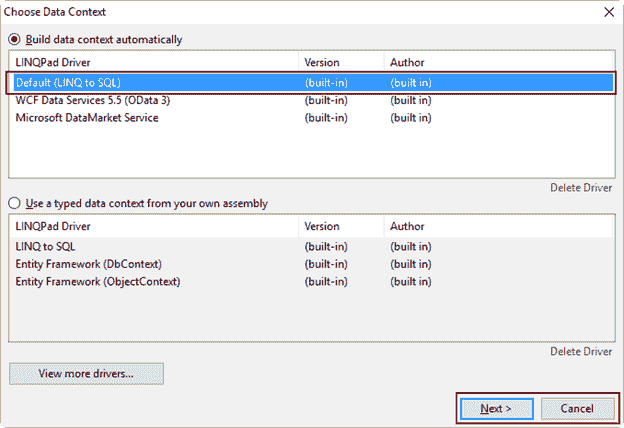 Choose Data Context
Build data context automatically
LINQPad Driver Version Author
Default (LINQ to SQL) (built-in) (built in)
WCF Data Services 5.5 (OData 3) (built-in) (built in)
Microsoft DataMarket Service (built-in) (built in)
Delete Driver
Use a typed data context from your own assembly
LINQPad Driver Version Author
LINQ to SQL (built-in) (built in)
Entity Framework (DbContext) (built-in) (built in)
Entity Framework (ObjectContext) (built-in) (built in)
Delete Driver
View more drivers...
Next > Cancel